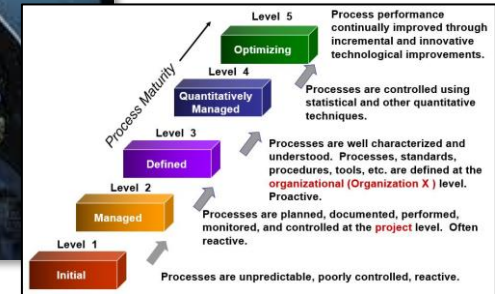 Level 5
Optimizing
Process performance
continually improved through
incremental and innovative
technological improvements.
Process Maturity
Level 4
Quantitatively
Managed
Processes are controlled using
statistical and other quantitative
techniques.
Level 3
Defined
Processes are well characterized and
understood. Processes, standards,
procedures, tools, etc. are defined at the
organizational (Organization X ) level.
Proactive.
Level 2
Managed
Processes are planned, documented, performed,
monitored, and controlled at the project level. Often
reactive.
Level 1
Initial
Processes are unpredictable, poorly controlled, reactive.